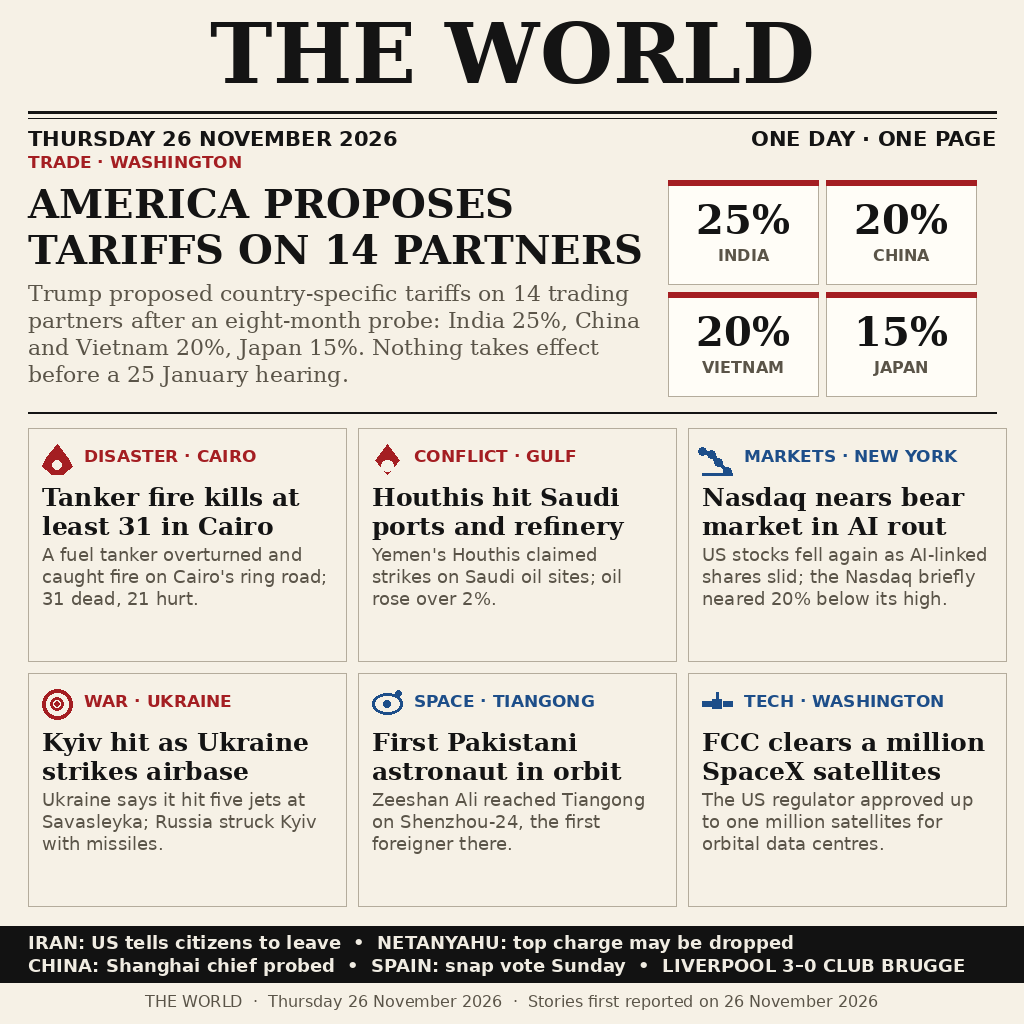 THE WORLD
THURSDAY 26 NOVEMBER 2026
ONE DAY · ONE PAGE
TRADE · WASHINGTON
AMERICA PROPOSES
TARIFFS ON 14 PARTNERS
Trump proposed country-specific tariffs on 14 trading
partners after an eight-month probe: India 25%, China
and Vietnam 20%, Japan 15%. Nothing takes effect
before a 25 January hearing.
25%
INDIA
20%
CHINA
20%
VIETNAM
15%
JAPAN
DISASTER · CAIRO
Tanker fire kills at
least 31 in Cairo
A fuel tanker overturned and
caught fire on Cairo's ring road;
31 dead, 21 hurt.
CONFLICT · GULF
Houthis hit Saudi
ports and refinery
Yemen's Houthis claimed
strikes on Saudi oil sites; oil
rose over 2%.
MARKETS · NEW YORK
Nasdaq nears bear
market in AI rout
US stocks fell again as AI-linked
shares slid; the Nasdaq briefly
neared 20% below its high.
WAR · UKRAINE
Kyiv hit as Ukraine
strikes airbase
Ukraine says it hit five jets at
Savasleyka; Russia struck Kyiv
with missiles.
SPACE · TIANGONG
First Pakistani
astronaut in orbit
Zeeshan Ali reached Tiangong
on Shenzhou-24, the first
foreigner there.
TECH · WASHINGTON
FCC clears a million
SpaceX satellites
The US regulator approved up
to one million satellites for
orbital data centres.
IRAN: US tells citizens to leave • NETANYAHU: top charge may be dropped
CHINA: Shanghai chief probed • SPAIN: snap vote Sunday • LIVERPOOL 3–0 CLUB BRUGGE
THE WORLD · Thursday 26 November 2026 · Stories first reported on 26 November 2026